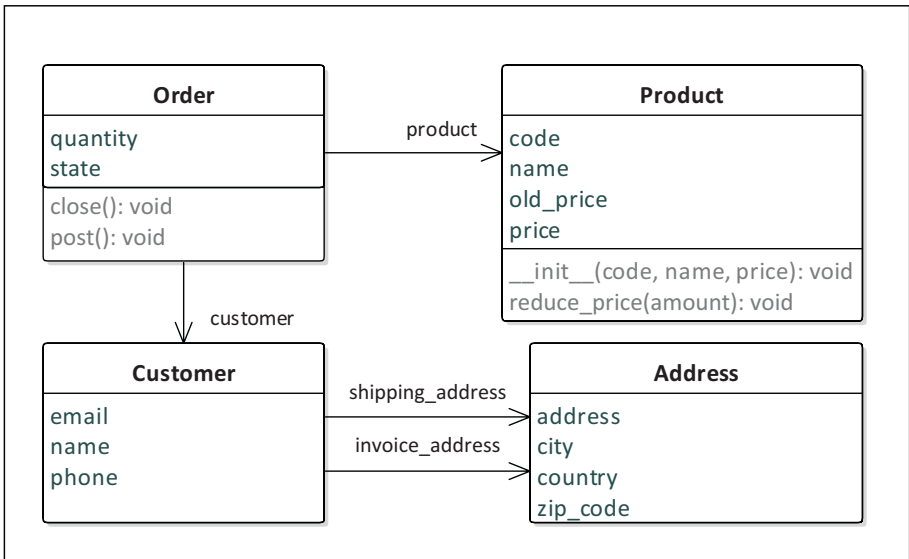 Order
quantity
state
close(): void
post(): void
product
Product
code
name
old_price
price
__init__(code, name, price): void
reduce_price(amount): void
customer
Customer
email
name
phone
shipping_address
invoice_address
Address
address
city
country
zip_code